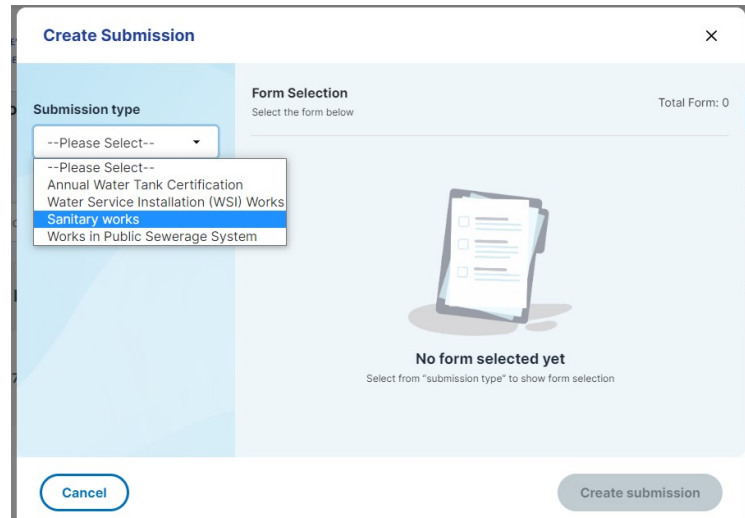 Create Submission
Submission type
--Please Select--
--Please Select--
Annual Water Tank Certification
Water Service Installation (WSI) Works
Sanitary works
Works in Public Sewerage System
Form Selection
Select the form below
Total Form: 0
No form selected yet
Select from "submission type" to show form selection
Cancel
Create submission